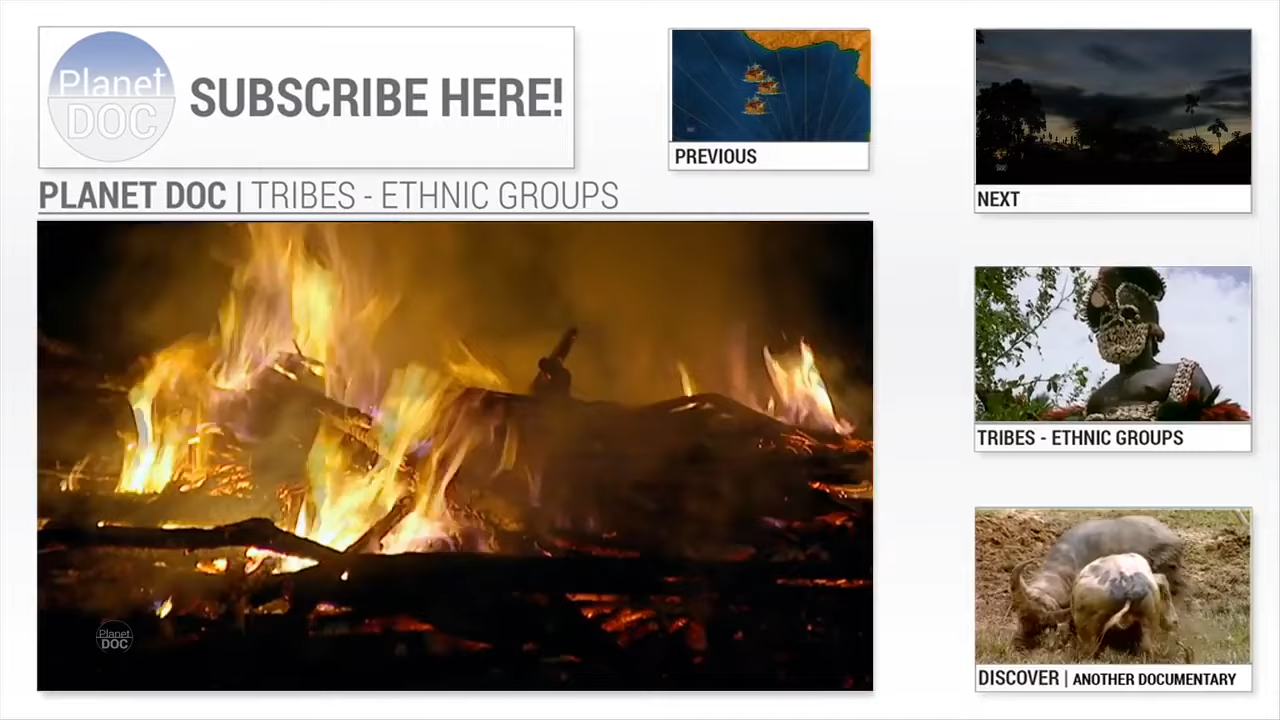 Planet
DOC
SUBSCRIBE HERE!
PREVIOUS
NEXT
PLANET DOC | TRIBES - ETHNIC GROUPS
TRIBES - ETHNIC GROUPS
Planet
DOC
DISCOVER | ANOTHER DOCUMENTARY